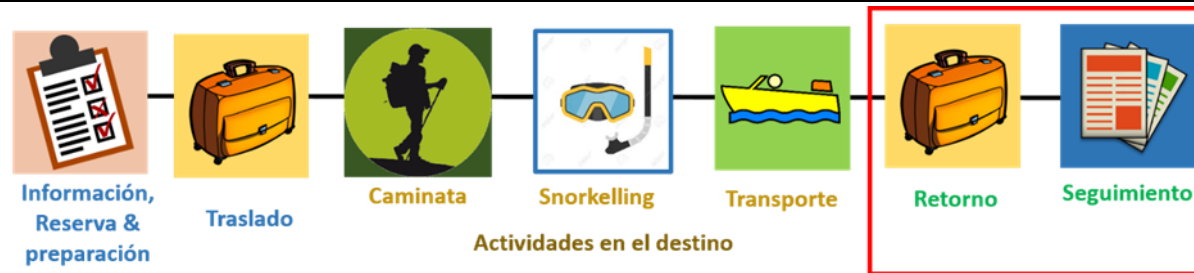 Información,
Reserva &
preparación
Traslado
Caminata
Snorkelling
Transporte
Retorno
Seguimiento
Actividades en el destino